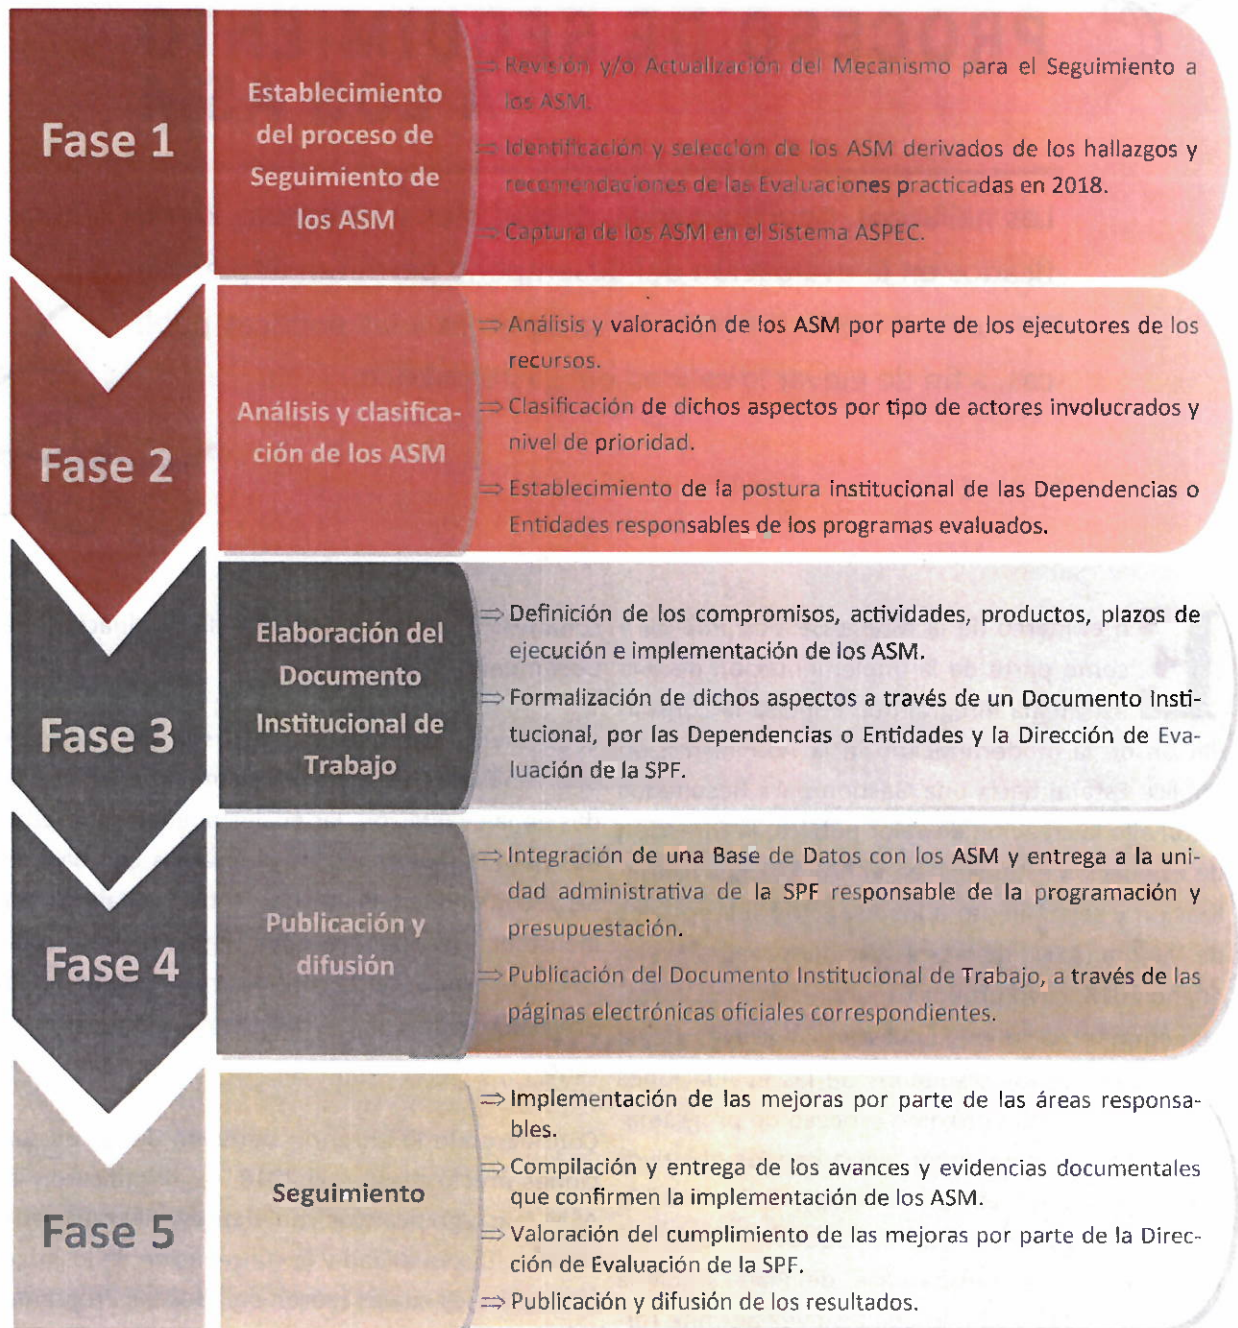 Fase 1
Establecimiento
del proceso de
Seguimiento de
los ASM
⇒ Revisión y/o Actualización del Mecanismo para el Seguimiento a
los ASM.
⇒ Identificación y selección de los ASM derivados de los hallazgos y
recomendaciones de las Evaluaciones practicadas en 2018.
⇒ Captura de los ASM en el Sistema ASPEC.
Fase 2
Análisis y clasifica-
ción de los ASM
⇒ Análisis y valoración de los ASM por parte de los ejecutores de los
recursos.
⇒ Clasificación de dichos aspectos por tipo de actores involucrados y
nivel de prioridad.
⇒ Establecimiento de la postura institucional de las Dependencias o
Entidades responsables de los programas evaluados.
Fase 3
Elaboración del
Documento
Institucional de
Trabajo
⇒ Definición de los compromisos, actividades, productos, plazos de
ejecución e implementación de los ASM.
⇒ Formalización de dichos aspectos a través de un Documento Insti-
tucional, por las Dependencias o Entidades y la Dirección de Eva-
luación de la SPF.
Fase 4
Publicación y
difusión
⇒ Integración de una Base de Datos con los ASM y entrega a la uni-
dad administrativa de la SPF responsable de la programación y
presupuestación.
⇒ Publicación del Documento Institucional de Trabajo, a través de las
páginas electrónicas oficiales correspondientes.
Fase 5
Seguimiento
⇒ Implementación de las mejoras por parte de las áreas responsa-
bles.
⇒ Compilación y entrega de los avances y evidencias documentales
que confirmen la implementación de los ASM.
⇒ Valoración del cumplimiento de las mejoras por parte de la Direc-
ción de Evaluación de la SPF.
⇒ Publicación y difusión de los resultados.